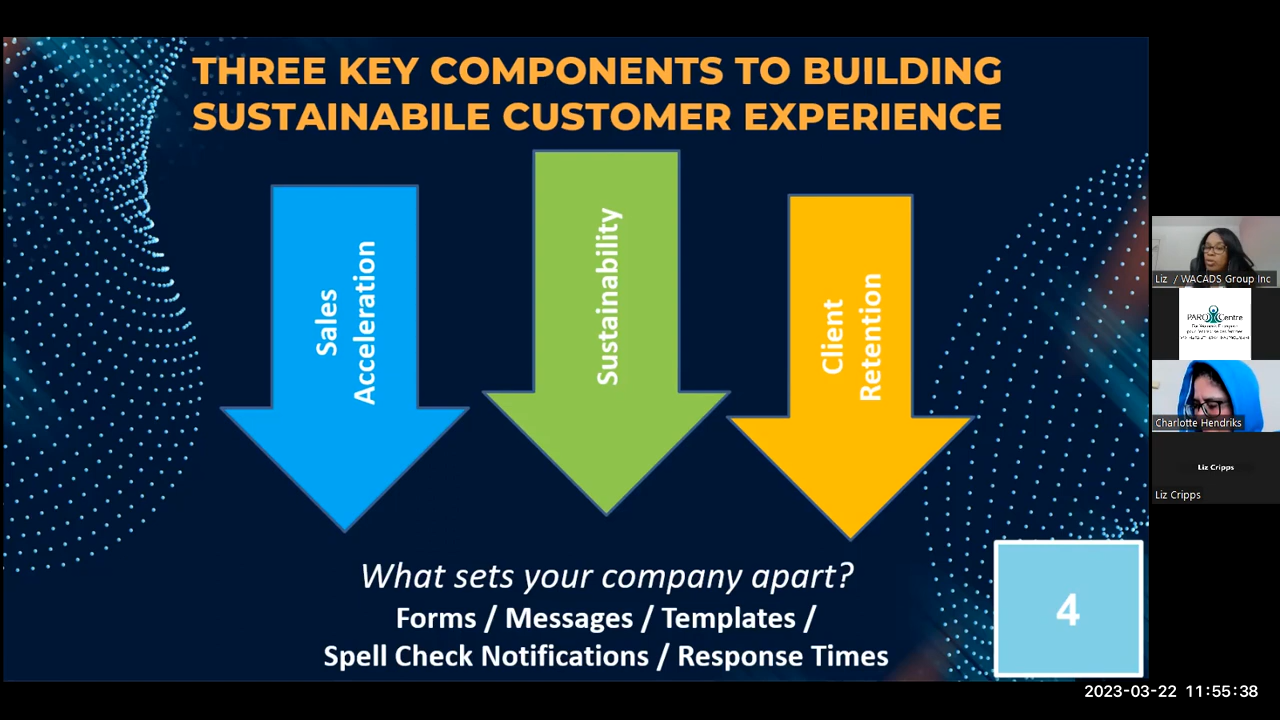 THREE KEY COMPONENTS TO BUILDING
SUSTAINABILE CUSTOMER EXPERIENCE
Sales
Acceleration
Sustainability
Client
Retention
What sets your company apart?
Forms / Messages / Templates /
Spell Check Notifications / Response Times
4
Liz / WACADS Group Inc
Centre
Charlotte Hendriks
Liz Cripps
Liz Cripps
2023-03-22 11:55:38